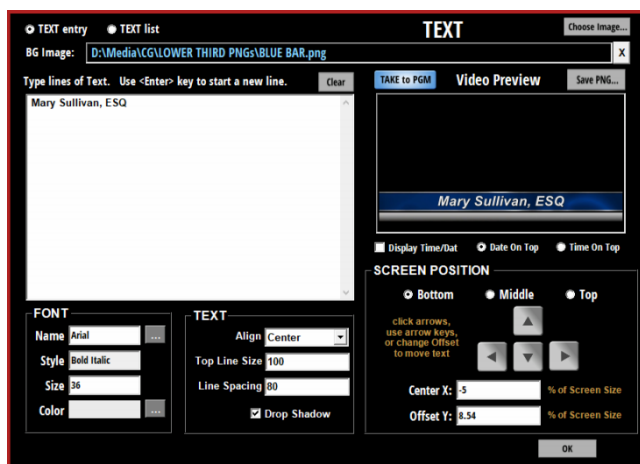 TEXT entry
TEXT list
TEXT
Choose Image...
BG Image:
D:\Media\CG\LOWER THIRD PNGs\BLUE BAR.png
X
Type lines of Text. Use <Enter> key to start a new line.
Clear
TAKE to PGM
Video Preview
Save PNG...
Mary Sullivan, ESQ
Mary Sullivan, ESQ
Display Time/Dat
Date On Top
Time On Top
SCREEN POSITION
Bottom
Middle
Top
click arrows,
use arrow keys,
or change Offset
to move text
Center X:
-5
% of Screen Size
Offset Y:
8.54
% of Screen Size
FONT
Name
Arial
...
Style
Bold Italic
Size
36
Color
...
TEXT
Align
Center
Top Line Size
100
Line Spacing
80
Drop Shadow
OK